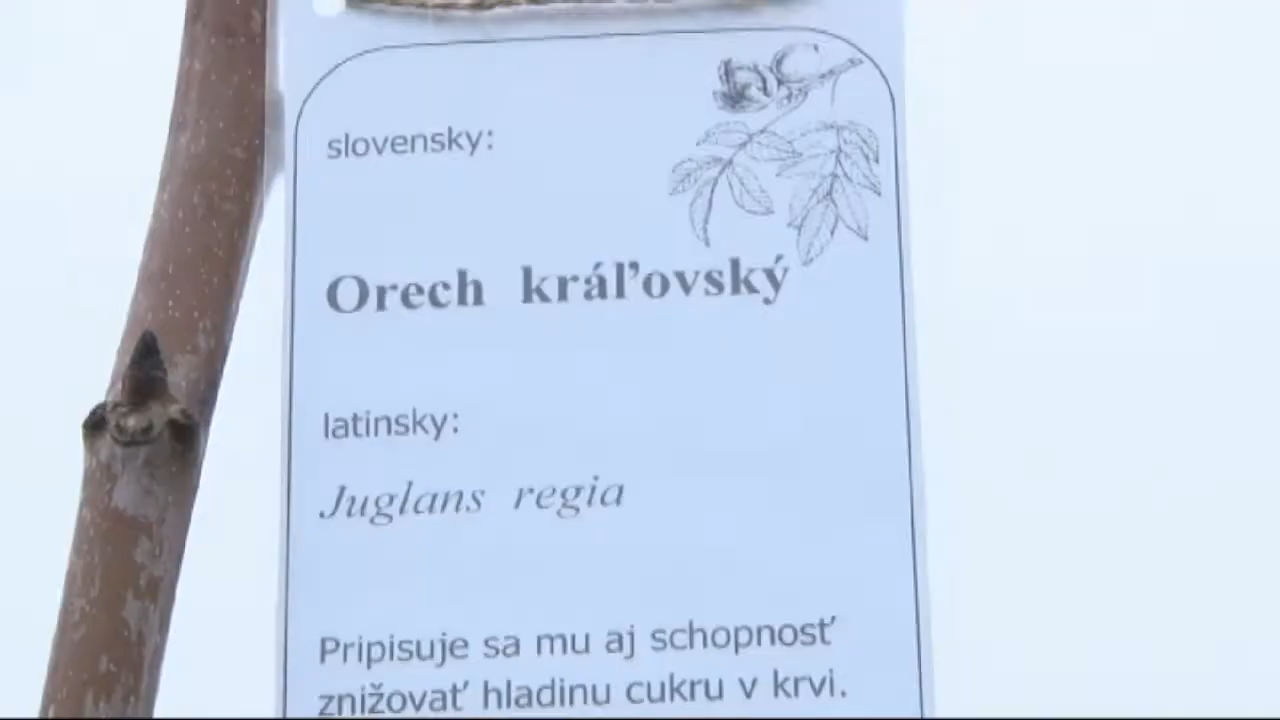 slovensky:
Orech kráľovský
latinsky:
Juglans regia
Pripisuje sa mu aj schopnosť
znižovať hladinu cukru v krvi.